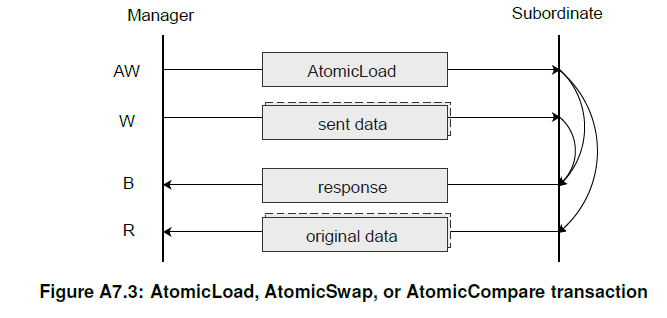 Manager Subordinate
AW AtomicLoad
W sent data
B response
R original data
Figure A7.3: AtomicLoad, AtomicSwap, or AtomicCompare transaction